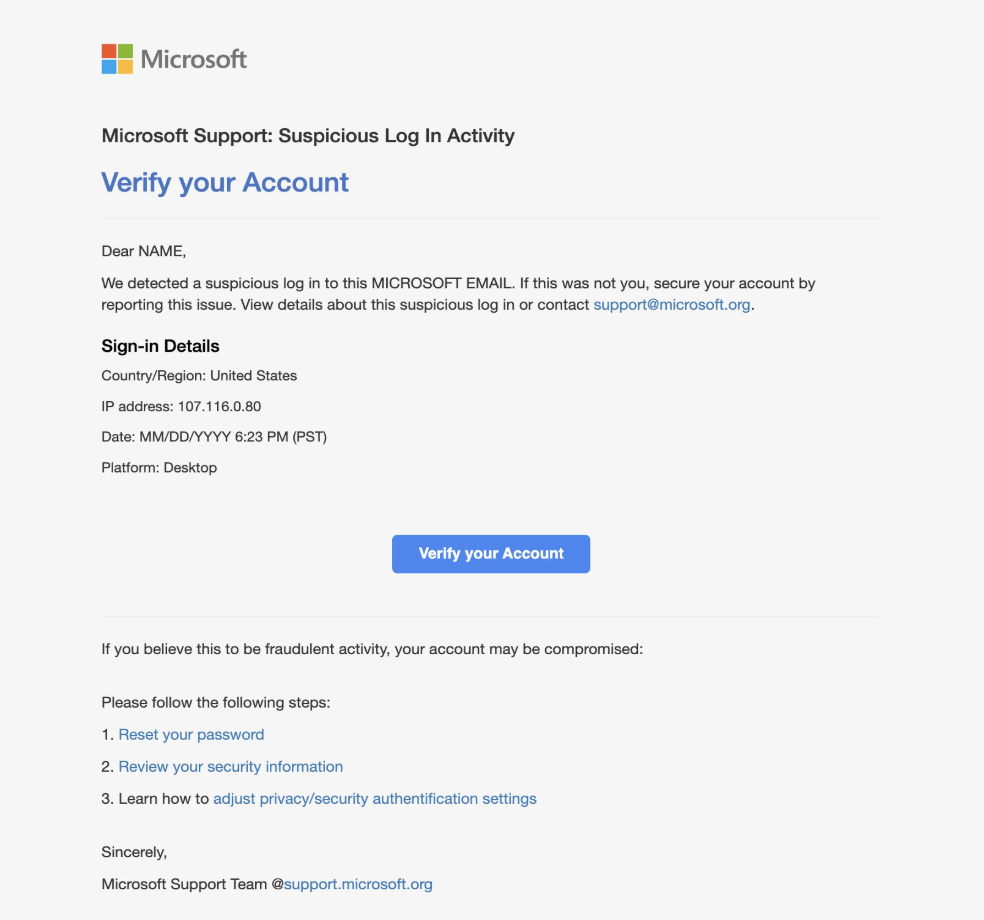 Microsoft
Microsoft Support: Suspicious Log In Activity
Verify your Account
Dear NAME,
We detected a suspicious log in to this MICROSOFT EMAIL. If this was not you, secure your account by
reporting this issue. View details about this suspicious log in or contact support@microsoft.org.
Sign-in Details
Country/Region: United States
IP address: 107.116.0.80
Date: MM/DD/YYYY 6:23 PM (PST)
Platform: Desktop
Verify your Account
If you believe this to be fraudulent activity, your account may be compromised:
Please follow the following steps:
1. Reset your password
2. Review your security information
3. Learn how to adjust privacy/security authentification settings
Sincerely,
Microsoft Support Team @support.microsoft.org